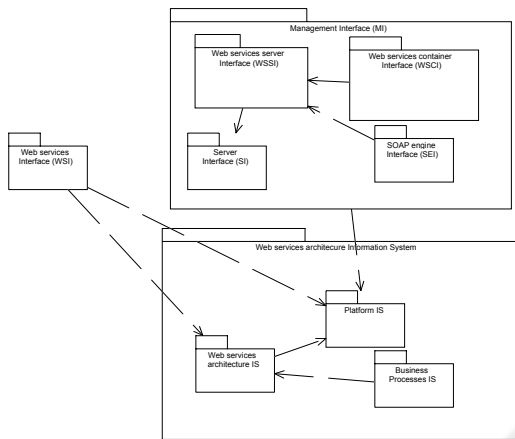 Management Interface (MI)
Web services server
Interface (WSSI)
Web services container
Interface (WSCI)
Server
Interface (SI)
SOAP engine
Interface (SEI)
Web services
Interface (WSI)
Web services architecure Information System
Platform IS
Web services
architecture IS
Business
Processes IS